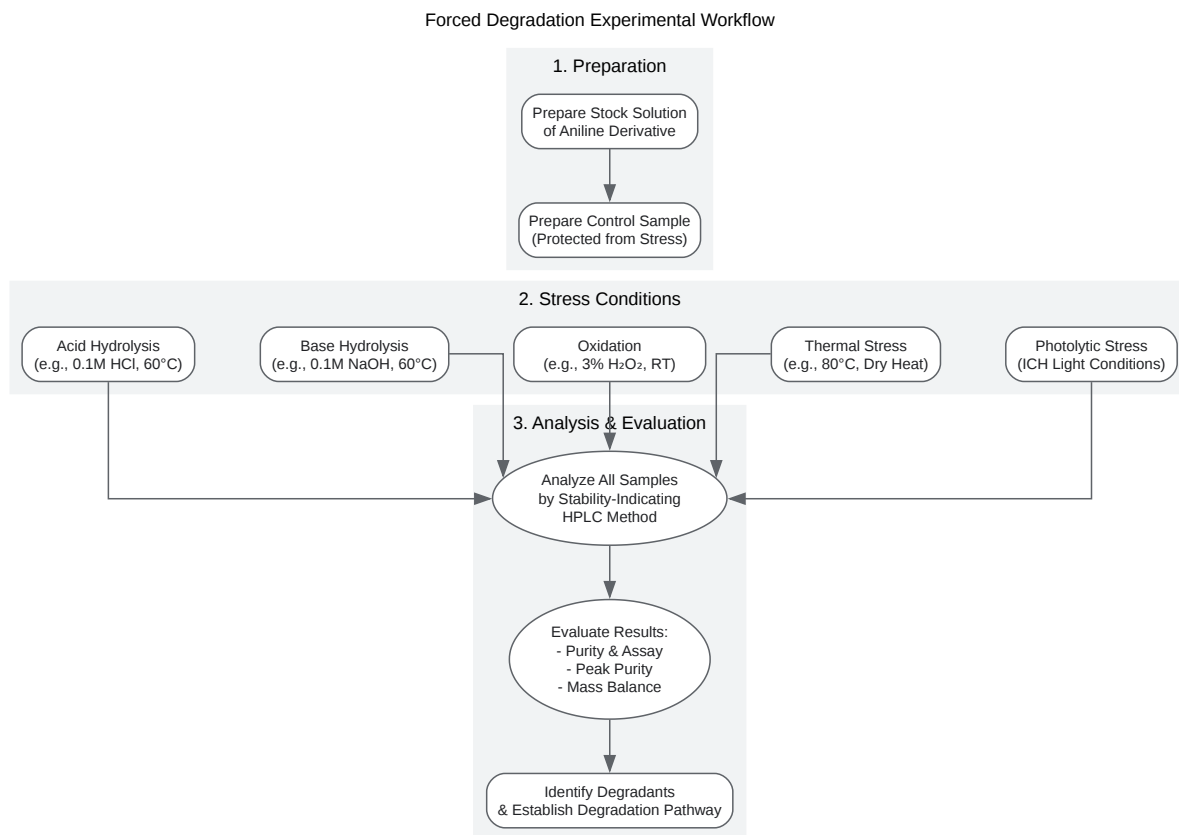 Forced Degradation Experimental Workflow
1. Preparation
Prepare Stock Solution
of Aniline Derivative
Prepare Control Sample
(Protected from Stress)
2. Stress Conditions
Acid Hydrolysis
(e.g., 0.1M HCl, 60°C)
Base Hydrolysis
(e.g., 0.1M NaOH, 60°C)
Oxidation
(e.g., 3% H₂O₂, RT)
Thermal Stress
(e.g., 80°C, Dry Heat)
Photolytic Stress
(ICH Light Conditions)
3. Analysis & Evaluation
Analyze All Samples
by Stability-Indicating
HPLC Method
Evaluate Results:
- Purity & Assay
- Peak Purity
- Mass Balance
Identify Degradants
& Establish Degradation Pathway